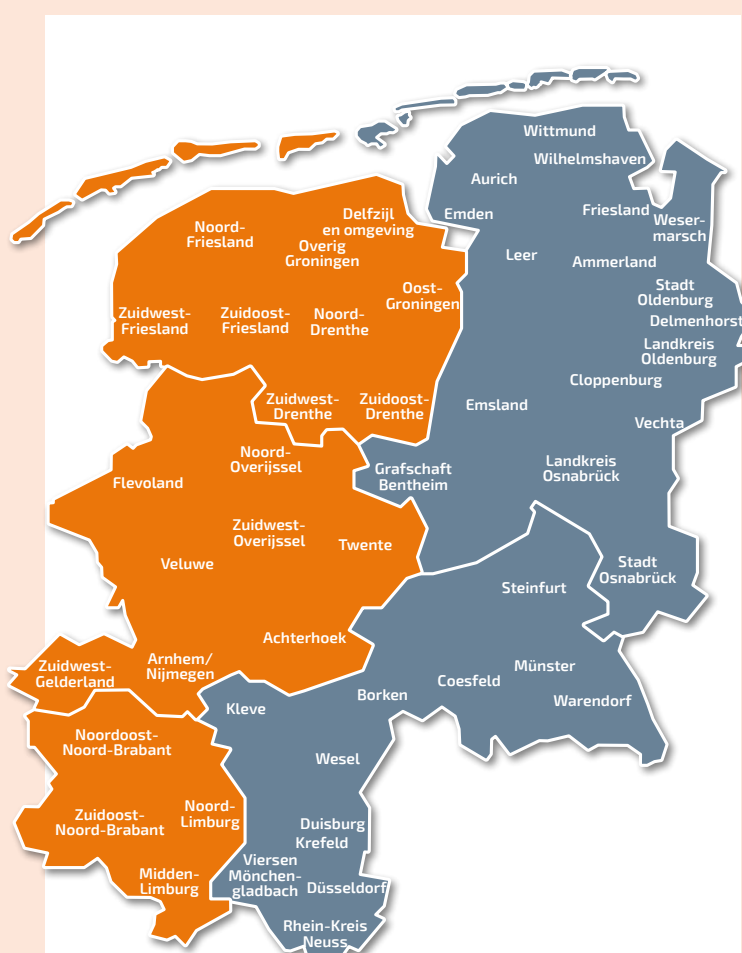 Wittmund
Wilhelmshaven
Aurich
Emden
Friesland
Weser-
marsch
Leer
Ammerland
Stadt
Oldenburg
Delmenhorst
Landkreis
Oldenburg
Cloppenburg
Emsland
Vechta
Grafschaft
Bentheim
Landkreis
Osnabrück
Stadt
Osnabrück
Noord-
Friesland
Delfzijl
en omgeving
Overig
Groningen
Oost-
Groningen
Zuidwest-
Friesland
Zuidoost-
Friesland
Noord-
Drenthe
Zuidwest-
Drenthe
Zuidoost-
Drenthe
Noord-
Overijssel
Flevoland
Zuidwest-
Overijssel
Twente
Veluwe
Achterhoek
Arnhem/
Nijmegen
Zuidwest-
Gelderland
Steinfurt
Münster
Coesfeld
Borken
Warendorf
Kleve
Wesel
Noordoost-
Noord-Brabant
Zuidoost-
Noord-Brabant
Noord-
Limburg
Midden-
Limburg
Duisburg
Krefeld
Viersen
Mönchen-
gladbach
Düsseldorf
Rhein-Kreis
Neuss